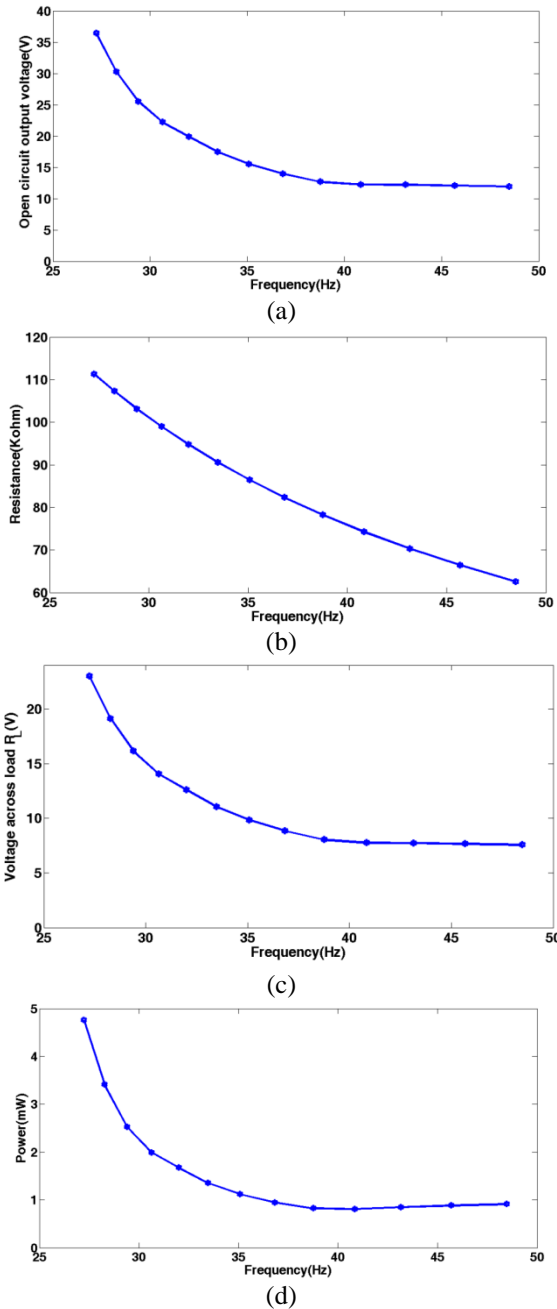 40
35
30
25
20
15
10
5
0
Open circuit output voltage(V)
25 30 35 40 45 50
Frequency(Hz)
(a)
120
110
100
90
80
70
60
Resistance(Kohm)
25 30 35 40 45 50
Frequency(Hz)
(b)
20
15
10
5
0
Voltage across load R_(V)
25 30 35 40 45 50
Frequency(Hz)
(c)
5
4
3
2
1
0
Power(mW)
25 30 35 40 45 50
Frequency(Hz)
(d)